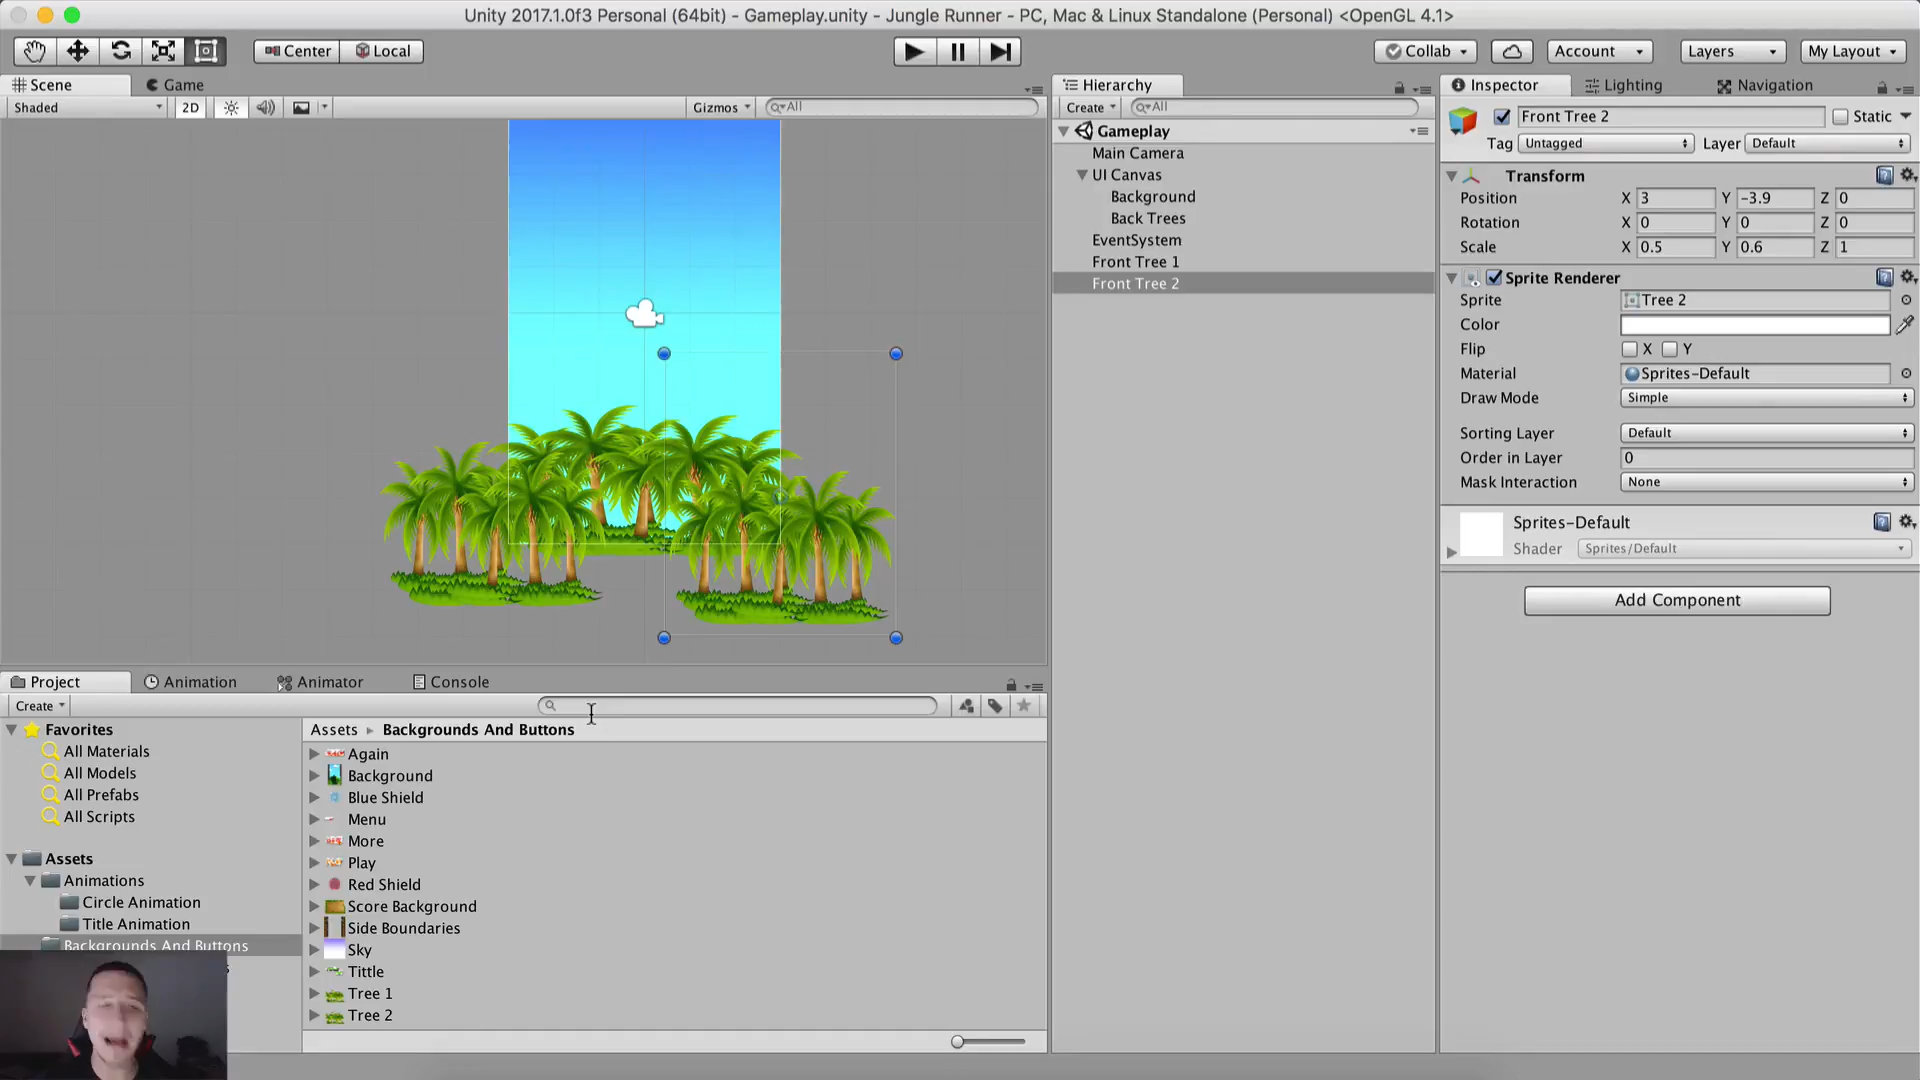 Unity 2017.1.0f3 Personal (64bit) - Gameplay.unity - Jungle Runner - PC, Mac & Linux Standalone (Personal) <OpenGL 4.1>
Center Local Collab Account Layers My Layout
Scene Game
Shaded 2D Gizmos All
Hierarchy
Create All
Gameplay
Main Camera
UI Canvas
Background
Back Trees
EventSystem
Front Tree 1
Front Tree 2
Inspector Lighting Navigation
Front Tree 2 Static
Tag Untagged Layer Default
Transform
Position X 3 Y -3.9 Z 0
Rotation X 0 Y 0 Z 0
Scale X 0.5 Y 0.6 Z 1
Sprite Renderer
Sprite Tree 2
Color
Flip X Y
Material Sprites-Default
Draw Mode Simple
Sorting Layer Default
Order in Layer 0
Mask Interaction None
Sprites-Default
Shader Sprites/Default
Add Component
Project Animation Animator Console
Create
Favorites
All Materials
All Models
All Prefabs
All Scripts
Assets
Animations
Circle Animation
Title Animation
Backgrounds And Buttons
Assets Backgrounds And Buttons
Again
Background
Blue Shield
Menu
More
Play
Red Shield
Score Background
Side Boundaries
Sky
Tittle
Tree 1
Tree 2